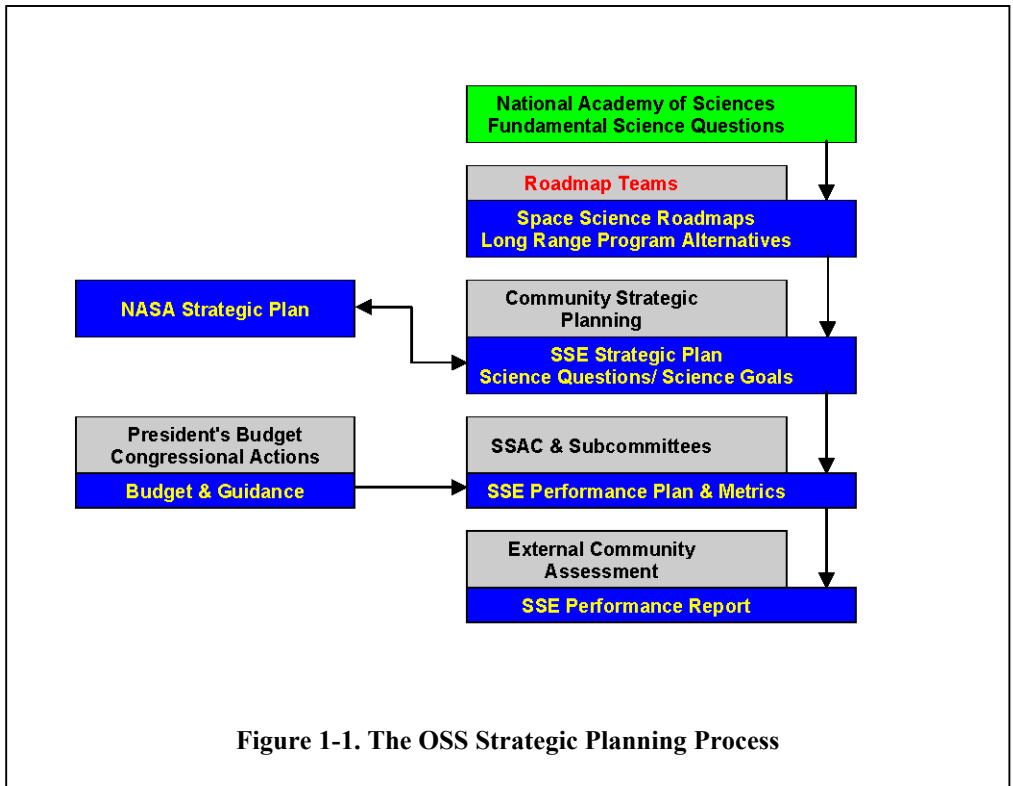 National Academy of Sciences
Fundamental Science Questions
Roadmap Teams
Space Science Roadmaps
Long Range Program Alternatives
Community Strategic
Planning
NASA Strategic Plan
SSE Strategic Plan
Science Questions/ Science Goals
President's Budget
Congressional Actions
Budget & Guidance
SSAC & Subcommittees
SSE Performance Plan & Metrics
External Community
Assessment
SSE Performance Report
Figure 1-1. The OSS Strategic Planning Process